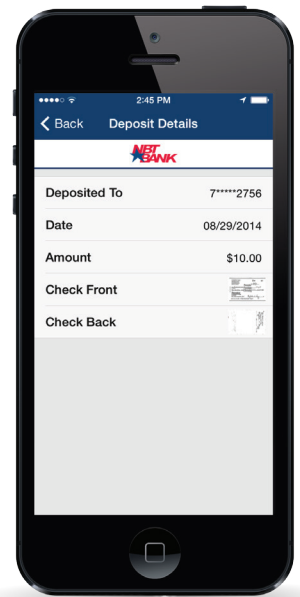 2:45 PM
Back Deposit Details
NBT
BANK
Deposited To 7*****2756
Date 08/29/2014
Amount $10.00
Check Front
Check Back